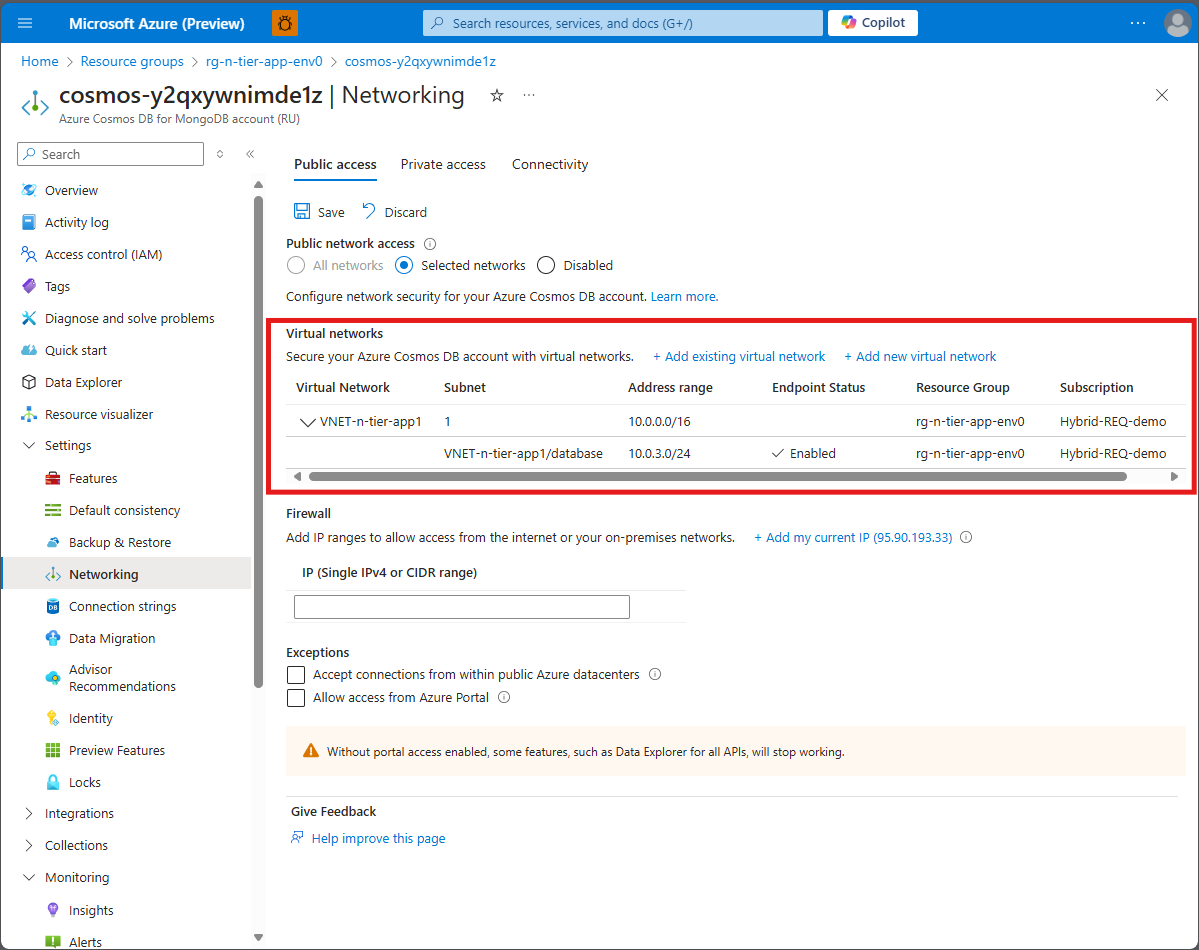 Microsoft Azure (Preview)
Search resources, services, and docs (G+/)
Copilot
Home > Resource groups > rg-n-tier-app-env0 > cosmos-y2qxywnimde1z
cosmos-y2qxywnimde1z | Networking
Azure Cosmos DB for MongoDB account (RU)
Search
Overview
Activity log
Access control (IAM)
Tags
Diagnose and solve problems
Quick start
Data Explorer
Resource visualizer
Settings
Features
Default consistency
Backup & Restore
Networking
Connection strings
Data Migration
Advisor
Recommendations
Identity
Preview Features
Locks
Integrations
Collections
Monitoring
Insights
Alerts
Public access Private access Connectivity
Save Discard
Public network access
All networks Selected networks Disabled
Configure network security for your Azure Cosmos DB account. Learn more.
Virtual networks
Secure your Azure Cosmos DB account with virtual networks. + Add existing virtual network + Add new virtual network
Virtual Network Subnet Address range Endpoint Status Resource Group Subscription
VNET-n-tier-app1 1 10.0.0.0/16 rg-n-tier-app-env0 Hybrid-REQ-demo
VNET-n-tier-app1/database 10.0.3.0/24 Enabled rg-n-tier-app-env0 Hybrid-REQ-demo
Firewall
Add IP ranges to allow access from the internet or your on-premises networks. + Add my current IP (95.90.193.33)
IP (Single IPv4 or CIDR range)
Exceptions
Accept connections from within public Azure datacenters
Allow access from Azure Portal
Without portal access enabled, some features, such as Data Explorer for all APIs, will stop working.
Give Feedback
Help improve this page